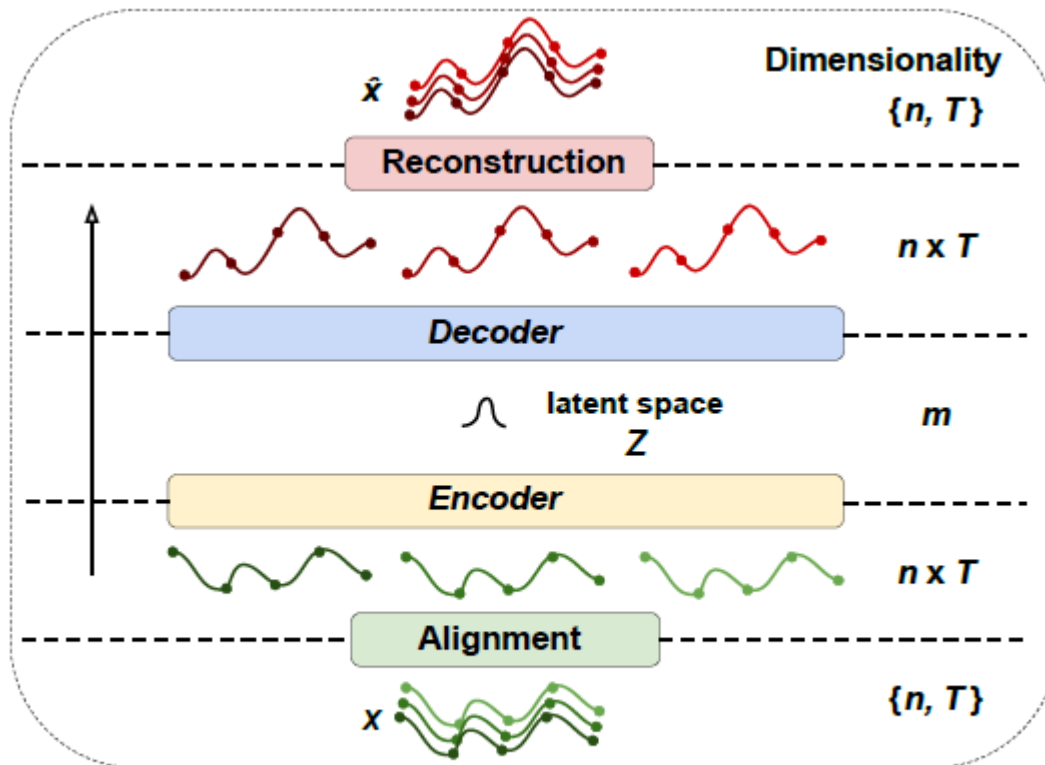 Dimensionality
x̂
{n, T}
Reconstruction
n x T
Decoder
latent space
Z
m
Encoder
n x T
Alignment
x
{n, T}